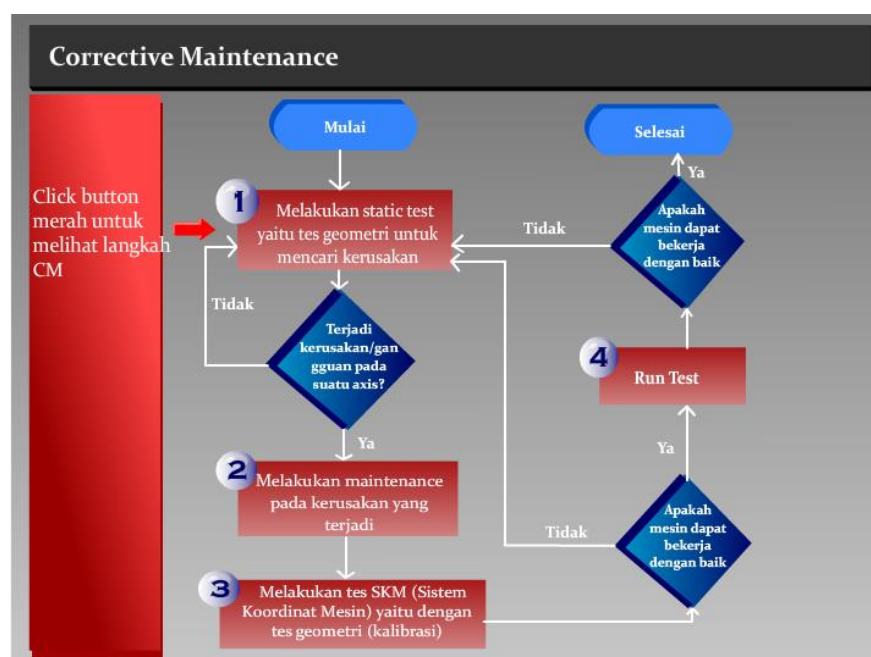 Corrective Maintenance
Click button
merah untuk
melihat langkah
CM
Mulai
1
Melakukan static test
yaitu tes geometri untuk
mencari kerusakan
Tidak
Terjadi
kerusakan/gan
gguan pada
suatu axis?
Ya
2
Melakukan maintenance
pada kerusakan yang
terjadi
3
Melakukan tes SKM (Sistem
Koordinat Mesin) yaitu dengan
tes geometri (kalibrasi)
Apakah
mesin dapat
bekerja
dengan baik
Tidak
Ya
4
Run Test
Apakah
mesin dapat
bekerja
dengan baik
Tidak
Ya
Selesai